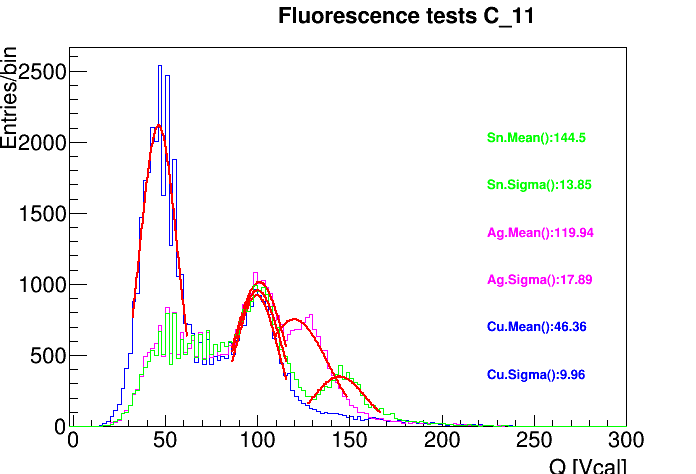 Fluorescence tests C_11
Entries/bin
2500
2000
1500
1000
500
0
Sn.Mean():144.5
Sn.Sigma():13.85
Ag.Mean():119.94
Ag.Sigma():17.89
Cu.Mean():46.36
Cu.Sigma():9.96
0 50 100 150 200 250 300
Q [Vcal]